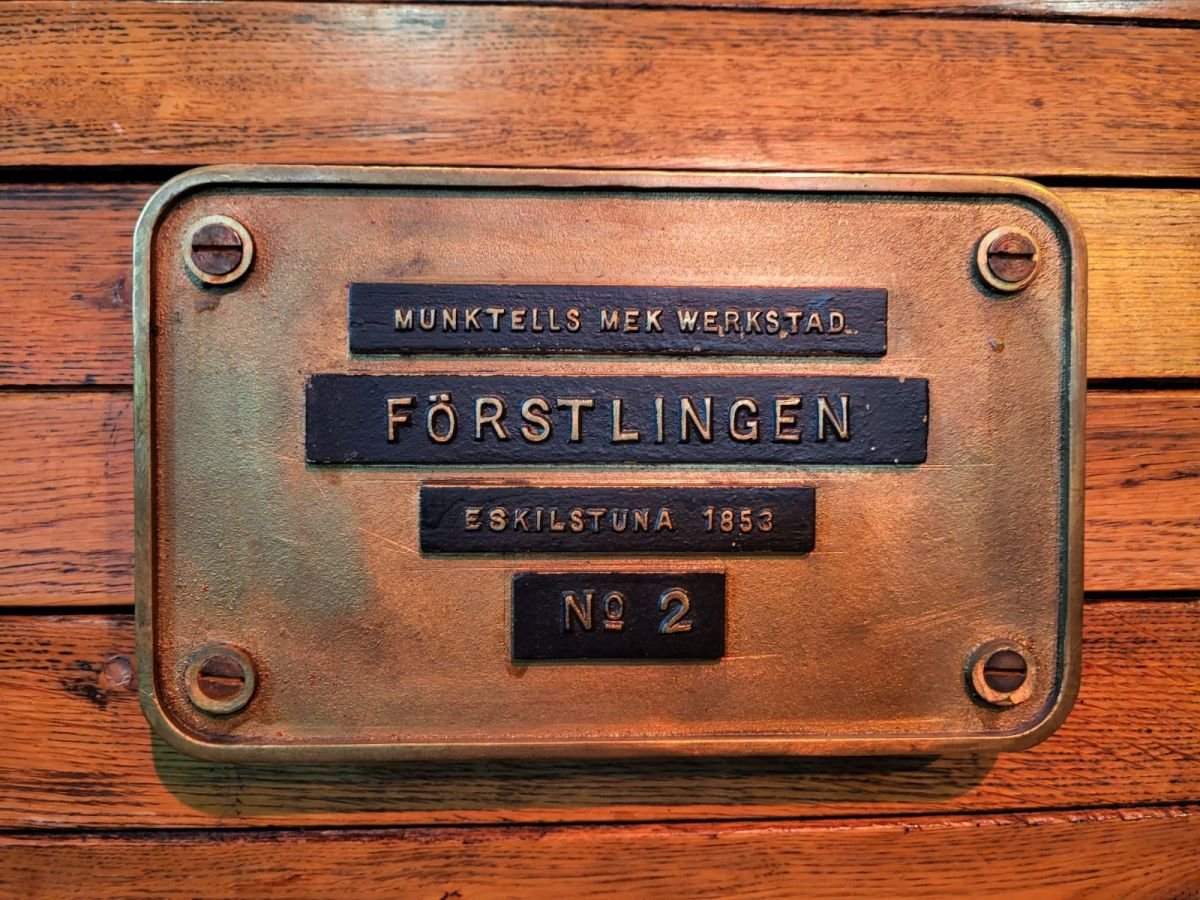 MUNKTELLS MEK WERKSTAD
FÖRSTLINGEN
ESKILSTUNA 1853
Nº 2